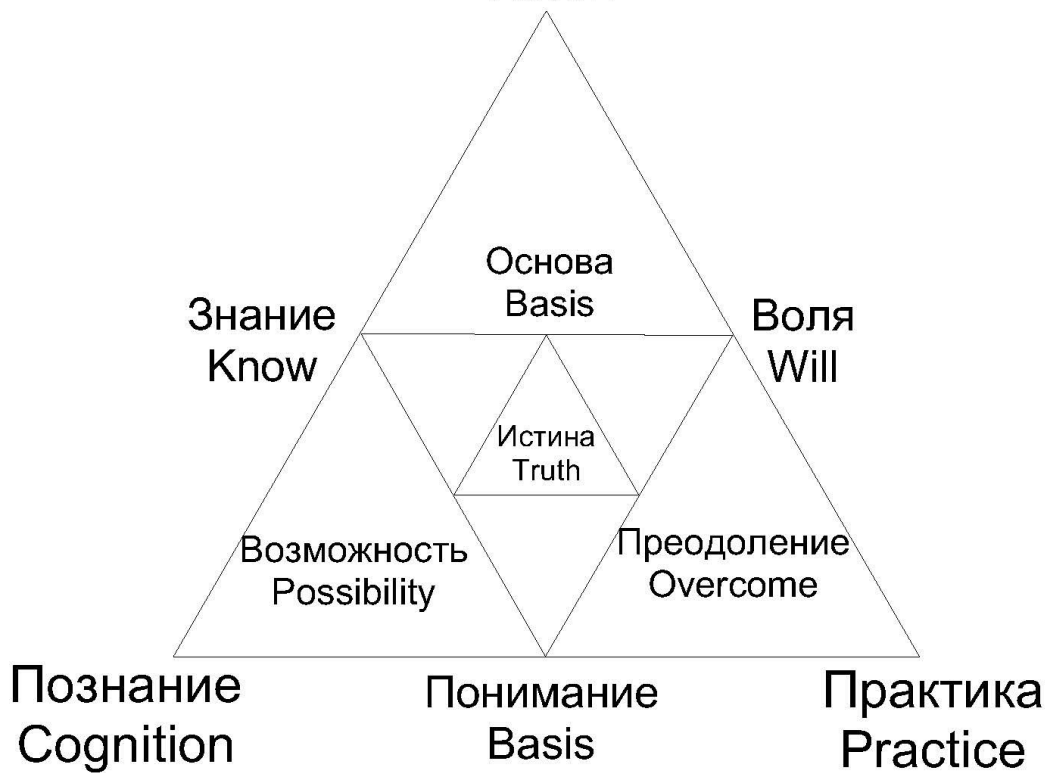 Основа
Basis
Знание
Know
Воля
Will
Истина
Truth
Возможность
Possibility
Преодоление
Overcome
Познание
Cognition
Понимание
Basis
Практика
Practice